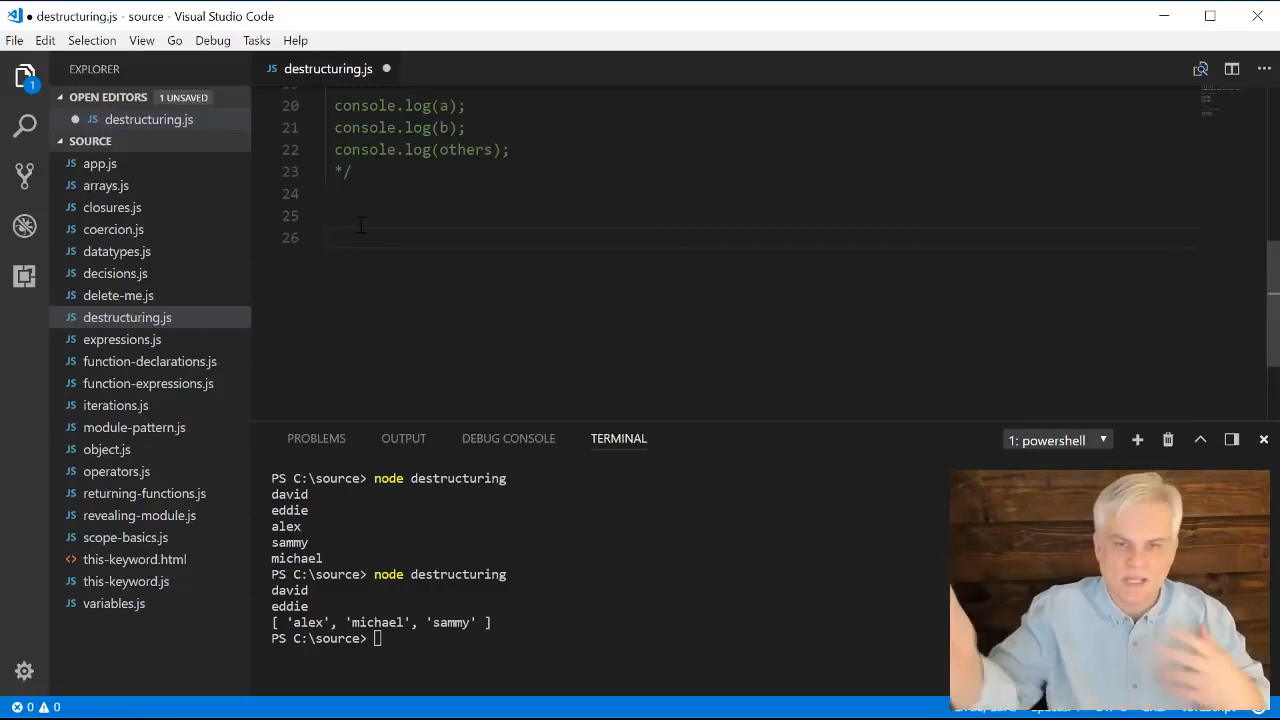 destructuring.js - source - Visual Studio Code
File Edit Selection View Go Debug Tasks Help
EXPLORER
OPEN EDITORS 1 UNSAVED
JS destructuring.js
SOURCE
JS app.js
JS arrays.js
JS closures.js
JS coercion.js
JS datatypes.js
JS decisions.js
JS delete-me.js
JS destructuring.js
JS expressions.js
JS function-declarations.js
JS function-expressions.js
JS iterations.js
JS module-pattern.js
JS object.js
JS operators.js
JS returning-functions.js
JS revealing-module.js
JS scope-basics.js
<> this-keyword.html
JS this-keyword.js
JS variables.js
1
JS destructuring.js
20 console.log(a);
21 console.log(b);
22 console.log(others);
23 */
24
25
26
PROBLEMS OUTPUT DEBUG CONSOLE TERMINAL 1: powershell
PS C:\source> node destructuring
david
eddie
alex
sammy
michael
PS C:\source> node destructuring
david
eddie
[ 'alex', 'michael', 'sammy' ]
PS C:\source>
0 0